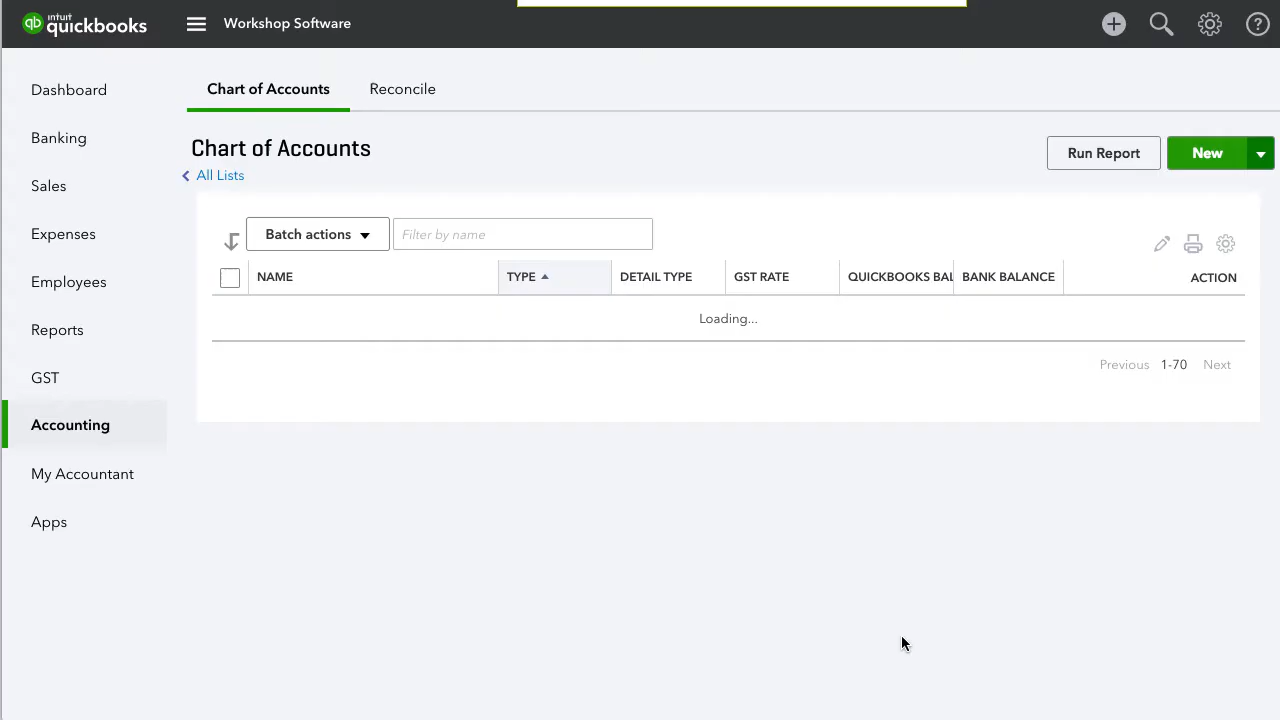 intuit
quickbooks
Workshop Software
Dashboard
Banking
Sales
Expenses
Employees
Reports
GST
Accounting
My Accountant
Apps
Chart of Accounts
Reconcile
Chart of Accounts
All Lists
Run Report
New
Batch actions
Filter by name
NAME
TYPE
DETAIL TYPE
GST RATE
QUICKBOOKS BAL
BANK BALANCE
ACTION
Loading...
Previous 1-70 Next